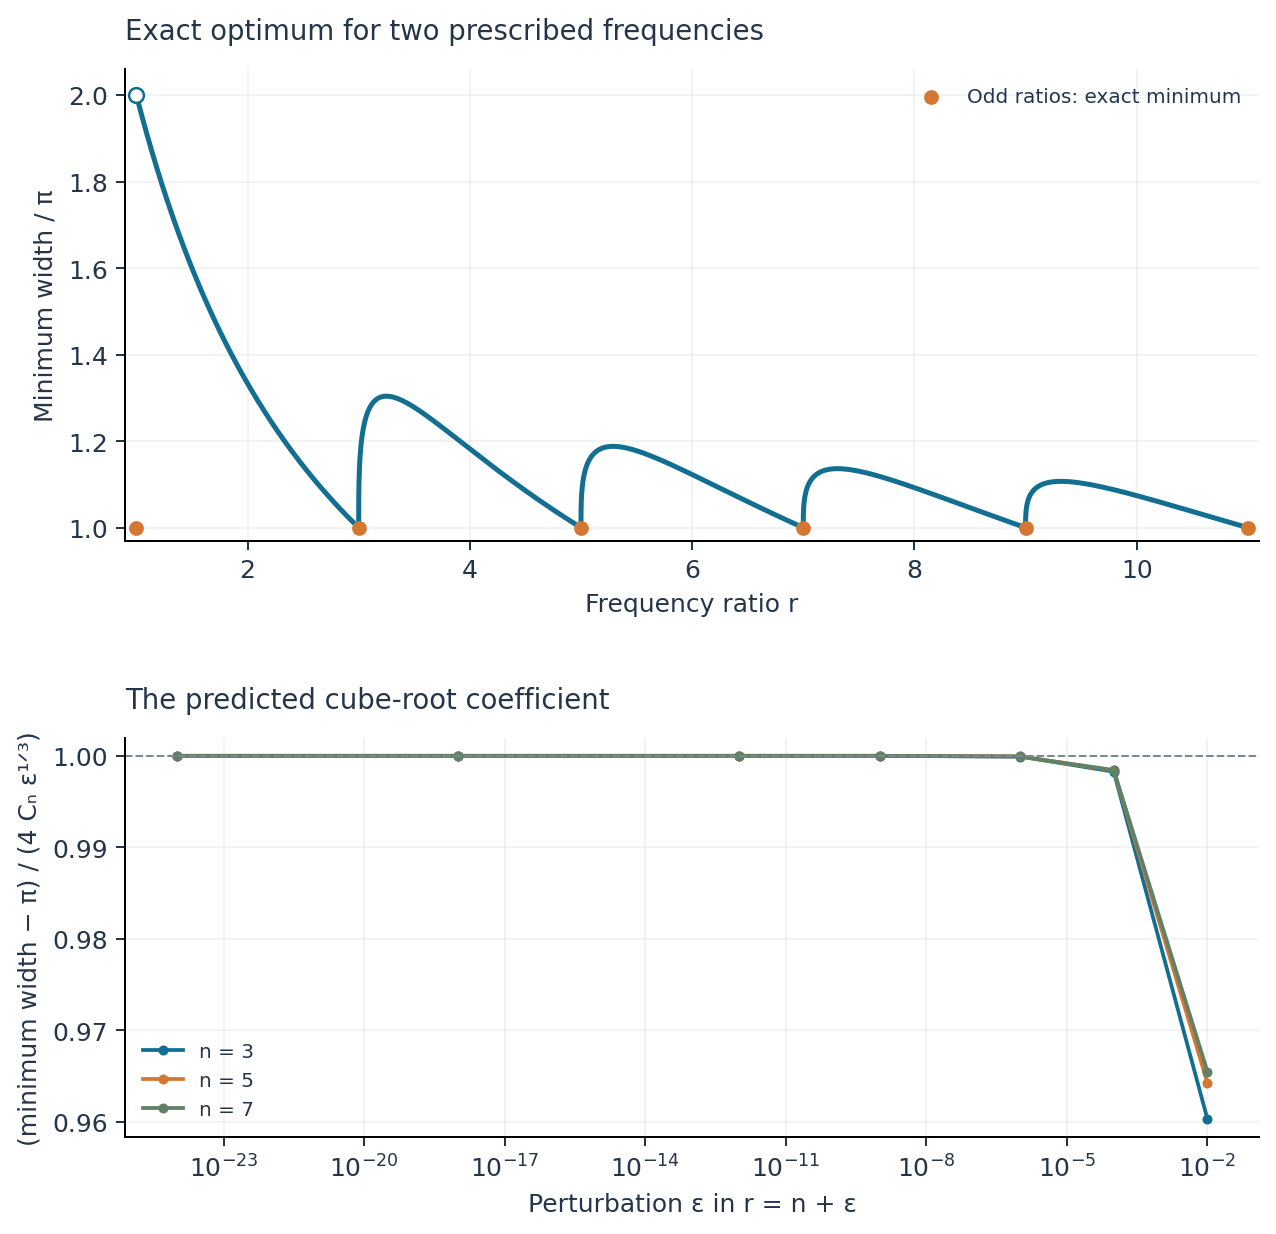 Exact optimum for two prescribed frequencies
2.0
1.8
1.6
1.4
1.2
1.0
Minimum width / π
Odd ratios: exact minimum
2 4 6 8 10
Frequency ratio r
The predicted cube-root coefficient
1.00
0.99
0.98
0.97
0.96
(minimum width − π) / (4 Cₙ ε¹ᐟ³)
n = 3
n = 5
n = 7
10⁻²³ 10⁻²⁰ 10⁻¹⁷ 10⁻¹⁴ 10⁻¹¹ 10⁻⁸ 10⁻⁵ 10⁻²
Perturbation ε in r = n + ε